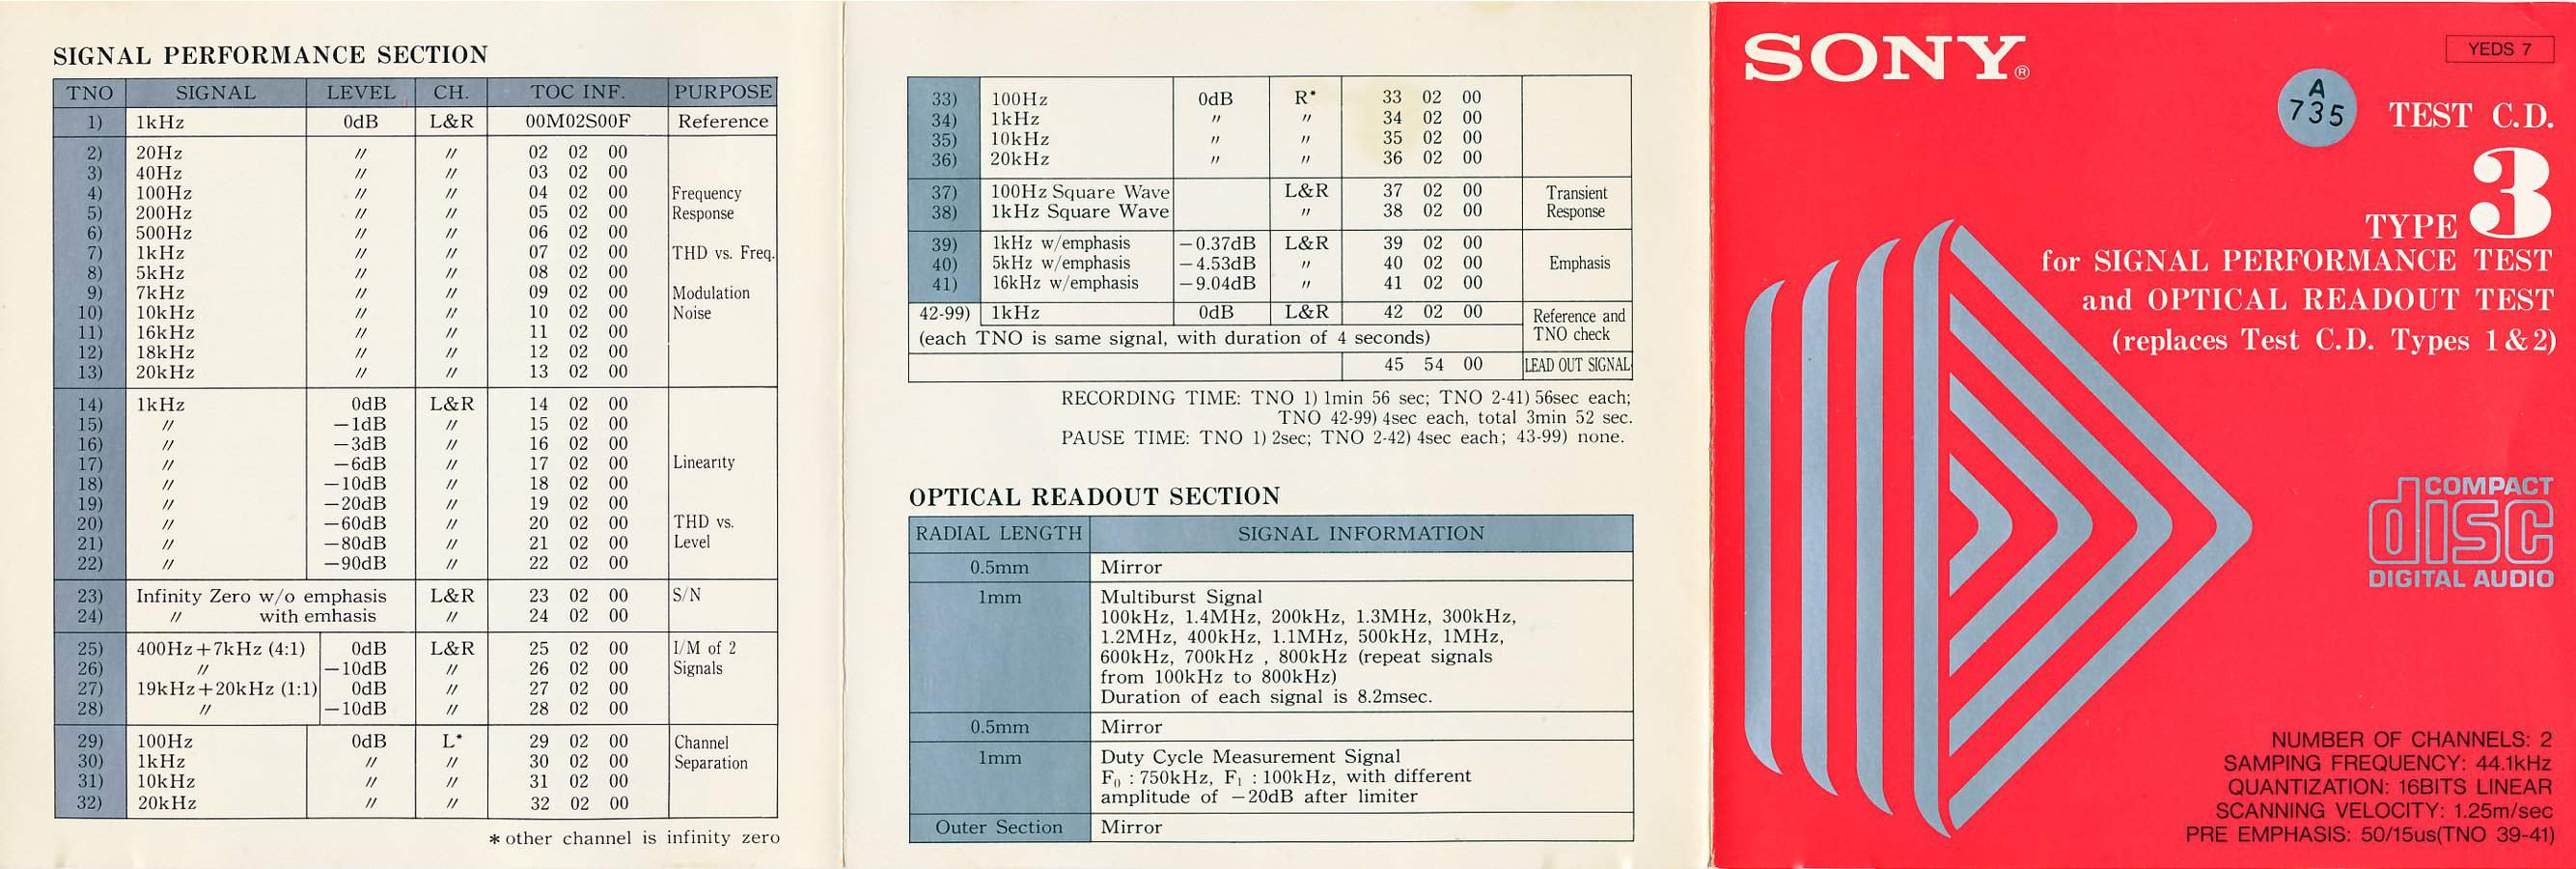 SIGNAL PERFORMANCE SECTION
TNO SIGNAL LEVEL CH. TOC INF. PURPOSE
1) 1kHz 0dB L&R 00M02S00F Reference
2) 20Hz 〃 〃 02 02 00
3) 40Hz 〃 〃 03 02 00
4) 100Hz 〃 〃 04 02 00 Frequency
5) 200Hz 〃 〃 05 02 00 Response
6) 500Hz 〃 〃 06 02 00
7) 1kHz 〃 〃 07 02 00 THD vs. Freq.
8) 5kHz 〃 〃 08 02 00
9) 7kHz 〃 〃 09 02 00 Modulation
10) 10kHz 〃 〃 10 02 00 Noise
11) 16kHz 〃 〃 11 02 00
12) 18kHz 〃 〃 12 02 00
13) 20kHz 〃 〃 13 02 00
14) 1kHz 0dB L&R 14 02 00
15) 〃 −1dB 〃 15 02 00
16) 〃 −3dB 〃 16 02 00
17) 〃 −6dB 〃 17 02 00 Linearity
18) 〃 −10dB 〃 18 02 00
19) 〃 −20dB 〃 19 02 00
20) 〃 −60dB 〃 20 02 00 THD vs.
21) 〃 −80dB 〃 21 02 00 Level
22) 〃 −90dB 〃 22 02 00
23) Infinity Zero w/o emphasis L&R 23 02 00 S/N
24) 〃 with emhasis 〃 24 02 00
25) 400Hz+7kHz (4:1) 0dB L&R 25 02 00 I/M of 2
26) 〃 −10dB 〃 26 02 00 Signals
27) 19kHz+20kHz (1:1) 0dB 〃 27 02 00
28) 〃 −10dB 〃 28 02 00
29) 100Hz 0dB L* 29 02 00 Channel
30) 1kHz 〃 〃 30 02 00 Separation
31) 10kHz 〃 〃 31 02 00
32) 20kHz 〃 〃 32 02 00
* other channel is infinity zero
33) 100Hz 0dB R* 33 02 00
34) 1kHz 〃 〃 34 02 00
35) 10kHz 〃 〃 35 02 00
36) 20kHz 〃 〃 36 02 00
37) 100Hz Square Wave L&R 37 02 00 Transient
38) 1kHz Square Wave 〃 38 02 00 Response
39) 1kHz w/emphasis −0.37dB L&R 39 02 00
40) 5kHz w/emphasis −4.53dB 〃 40 02 00 Emphasis
41) 16kHz w/emphasis −9.04dB 〃 41 02 00
42-99) 1kHz 0dB L&R 42 02 00 Reference and
(each TNO is same signal, with duration of 4 seconds) TNO check
45 54 00 LEAD OUT SIGNAL
RECORDING TIME: TNO 1) 1min 56 sec; TNO 2-41) 56sec each;
TNO 42-99) 4sec each, total 3min 52 sec.
PAUSE TIME: TNO 1) 2sec; TNO 2-42) 4sec each; 43-99) none.
OPTICAL READOUT SECTION
RADIAL LENGTH SIGNAL INFORMATION
0.5mm Mirror
1mm Multiburst Signal
100kHz, 1.4MHz, 200kHz, 1.3MHz, 300kHz,
1.2MHz, 400kHz, 1.1MHz, 500kHz, 1MHz,
600kHz, 700kHz , 800kHz (repeat signals
from 100kHz to 800kHz)
Duration of each signal is 8.2msec.
0.5mm Mirror
1mm Duty Cycle Measurement Signal
F₀ : 750kHz, F₁ : 100kHz, with different
amplitude of −20dB after limiter
Outer Section Mirror
SONY®
YEDS 7
A
735
TEST C.D.
TYPE 3
for SIGNAL PERFORMANCE TEST
and OPTICAL READOUT TEST
(replaces Test C.D. Types 1&2)
COMPACT
disc
DIGITAL AUDIO
NUMBER OF CHANNELS: 2
SAMPING FREQUENCY: 44.1kHz
QUANTIZATION: 16BITS LINEAR
SCANNING VELOCITY: 1.25m/sec
PRE EMPHASIS: 50/15us(TNO 39-41)